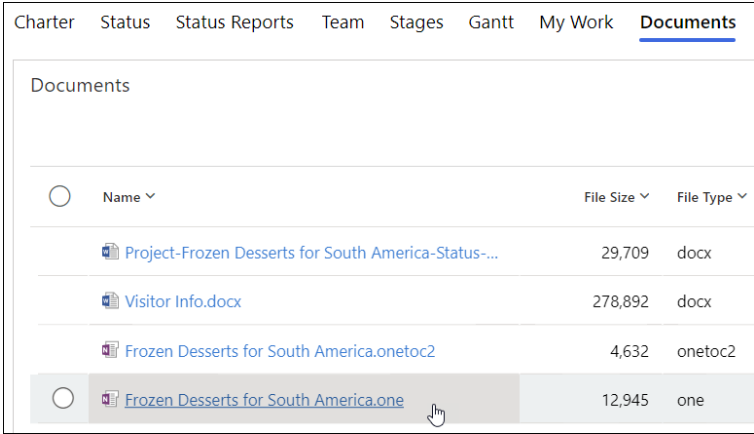 Charter Status Status Reports Team Stages Gantt My Work Documents
Documents
Name File Size File Type
Project-Frozen Desserts for South America-Status-... 29,709 docx
Visitor Info.docx 278,892 docx
Frozen Desserts for South America.onetoc2 4,632 onetoc2
Frozen Desserts for South America.one 12,945 one